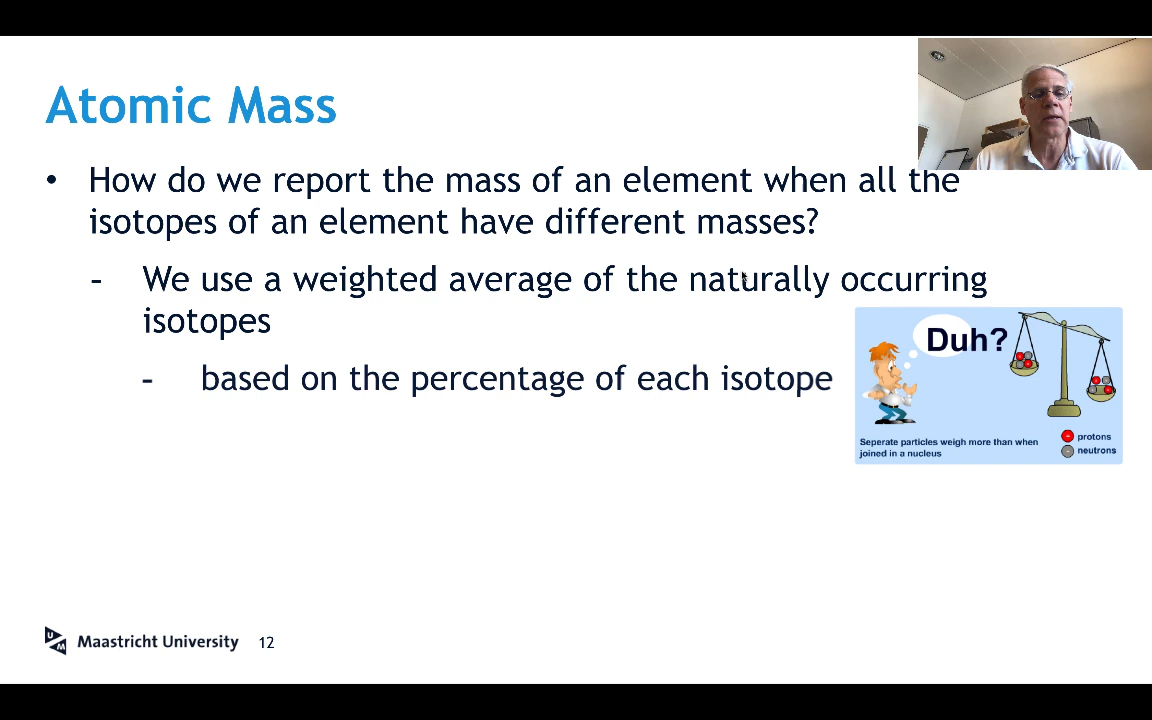 Atomic Mass
• How do we report the mass of an element when all the
isotopes of an element have different masses?
- We use a weighted average of the naturally occurring
isotopes
- based on the percentage of each isotope
Duh?
Seperate particles weigh more than when
joined in a nucleus
protons
neutrons
UM
Maastricht University 12